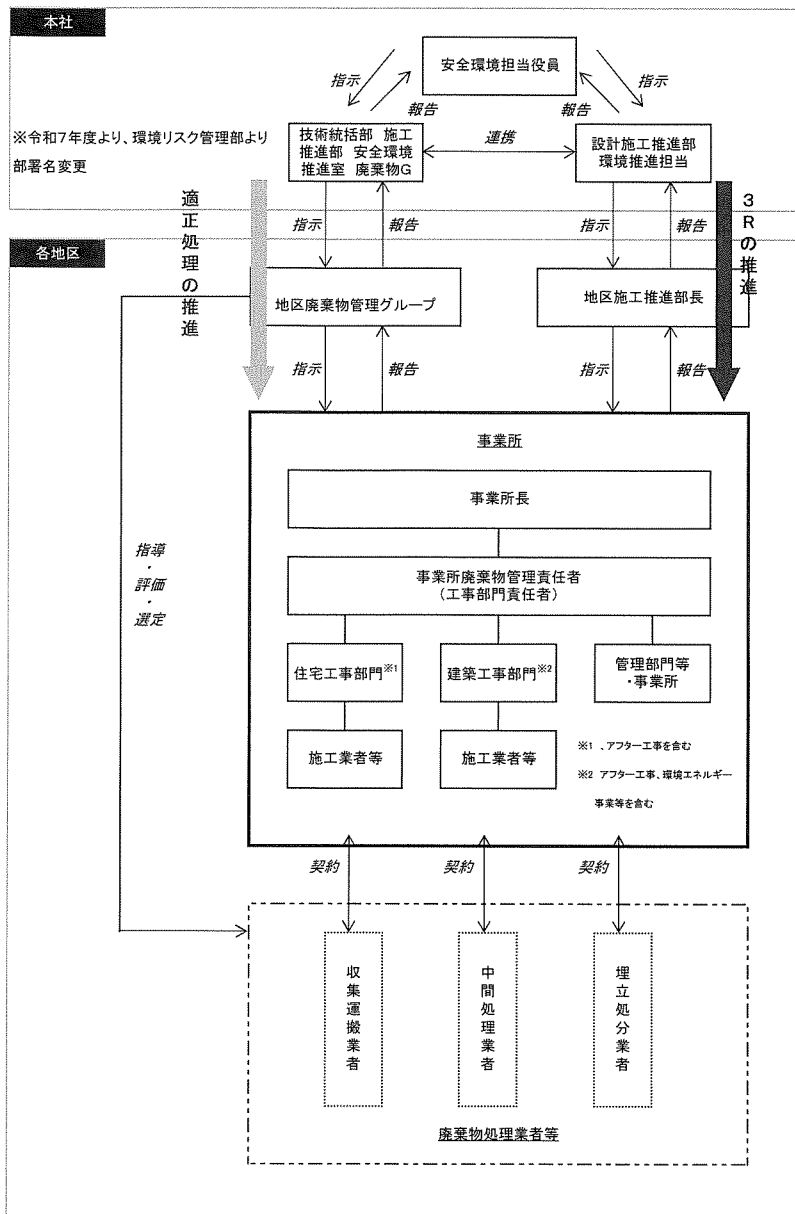 本社
安全環境担当役員
指示
指示
報告
報告
※令和7年度より、環境リスク管理部より
部署名変更
技術統括部 施工
推進部 安全環境
推進室 廃棄物G
連携
設計施工推進部
環境推進担当
適正処理の推進
3Rの推進
指示
報告
指示
報告
各地区
地区廃棄物管理グループ
地区施工推進部長
指示
報告
指示
報告
事業所
事業所長
事業所廃棄物管理責任者
(工事部門責任者)
指導
・
評価
・
選定
住宅工事部門※1
建築工事部門※2
管理部門等
・事業所
施工業者等
施工業者等
※1 、アフター工事を含む
※2 アフター工事、環境エネルギー
事業等を含む
契約
契約
契約
収集運搬業者
中間処理業者
埋立処分業者
廃棄物処理業者等